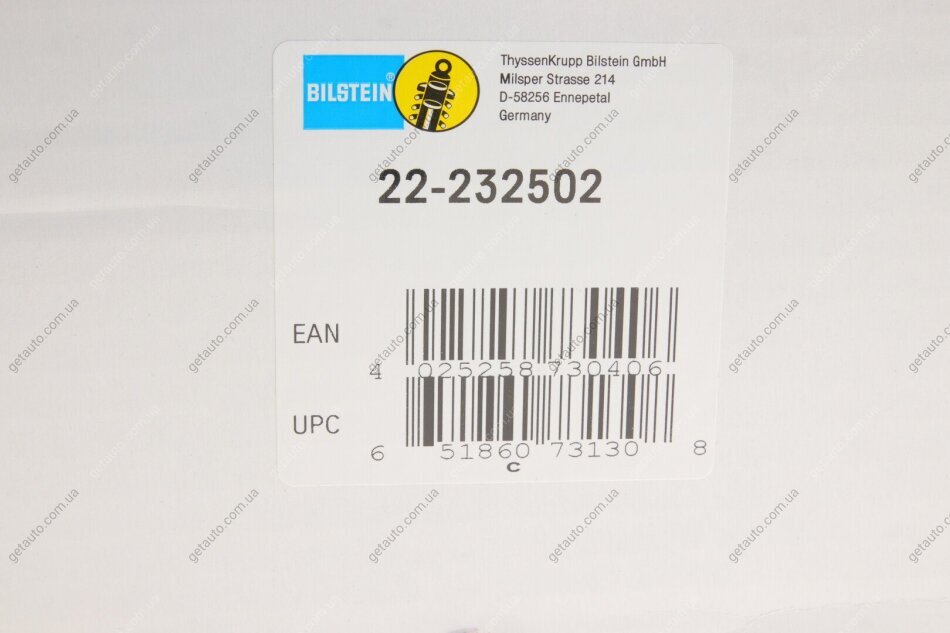 BILSTEIN®
ThyssenKrupp Bilstein GmbH
Milsper Strasse 214
D-58256 Ennepetal
Germany
22-232502
EAN
4 025258 730406
UPC
6 51860 73130 8
C
getauto.com.ua